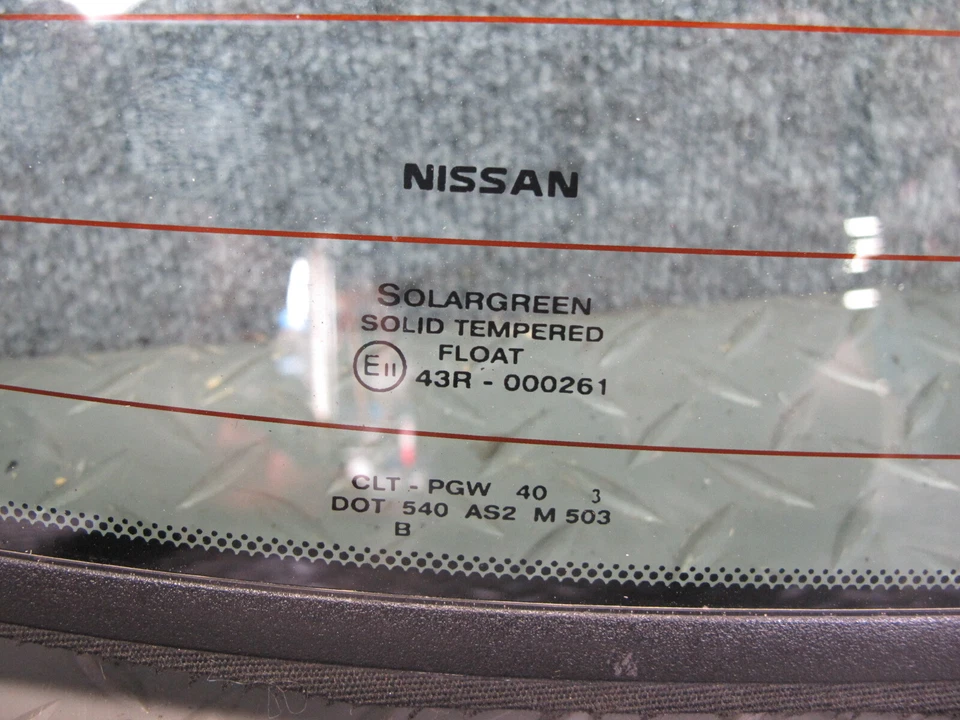 NISSAN
SOLARGREEN
SOLID TEMPERED
FLOAT
E11 43R - 000261
CLT - PGW 40 3
DOT 540 AS2 M 503
B